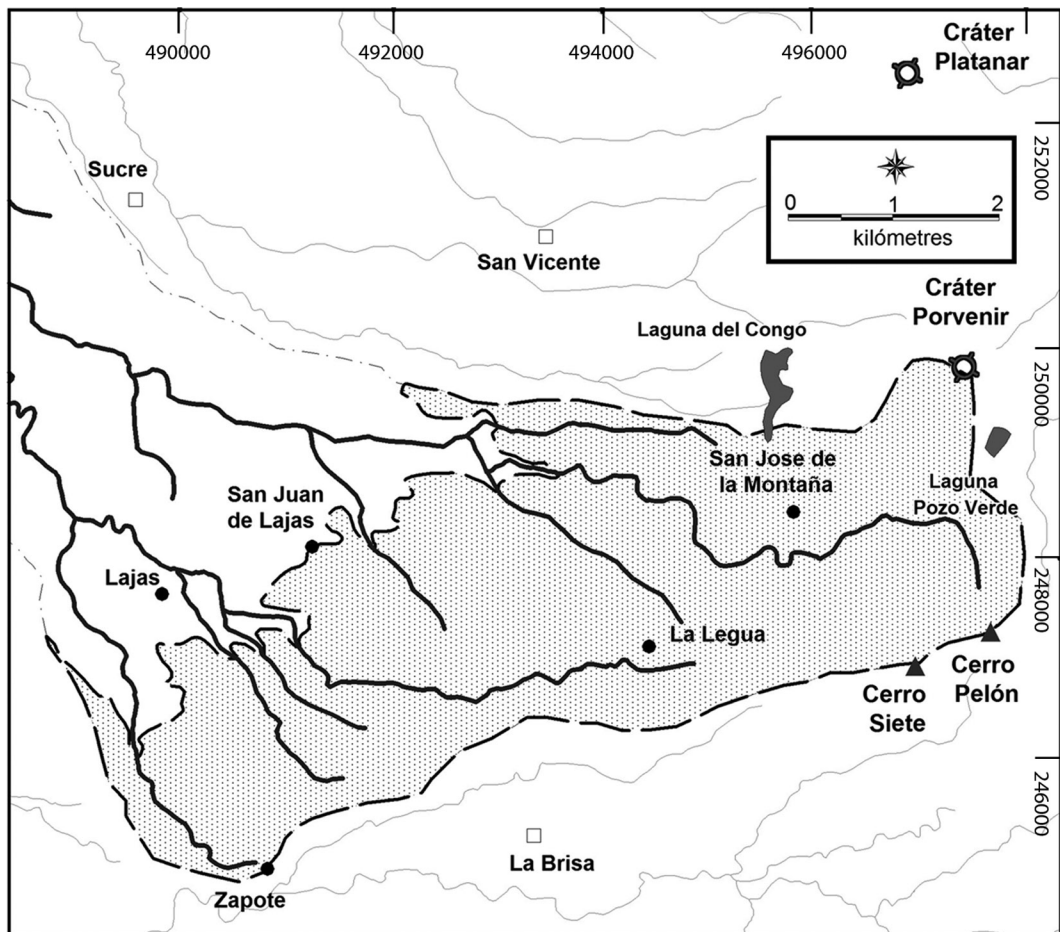 490000
492000
494000
496000
Cráter
Platanar
252000
Sucre
0
1
2
kilómetres
San Vicente
Cráter
Porvenir
Laguna del Congo
250000
San Jose de
la Montaña
Laguna
Pozo Verde
San Juan
de Lajas
248000
Lajas
La Legua
Cerro
Pelón
Cerro
Siete
246000
La Brisa
Zapote